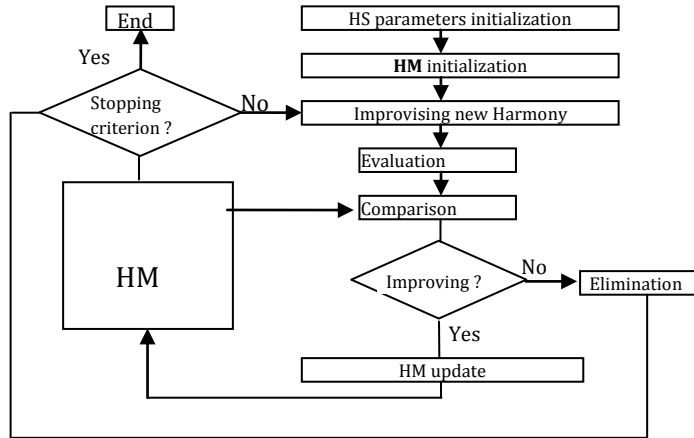 End
HS parameters initialization
Yes
HM initialization
Stopping
criterion ?
No
Improvising new Harmony
Evaluation
Comparison
HM
Improving ?
No
Elimination
Yes
HM update